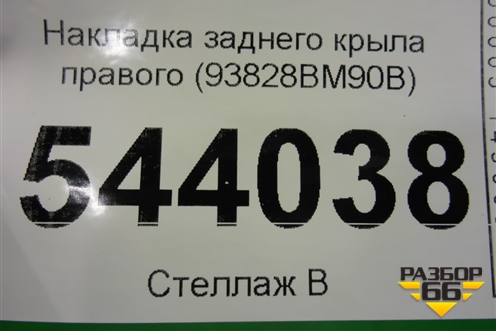 Накладка заднего крыла
правого (93828BM90B)
544038
Стеллаж В
РАЗБОР
66